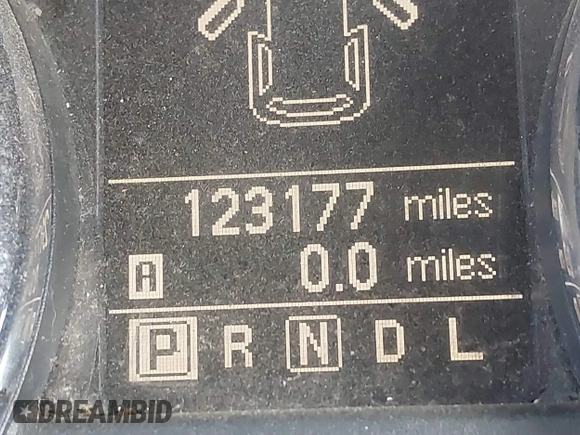 123177 miles
A 0.0 miles
P R N D L
DREAMBID